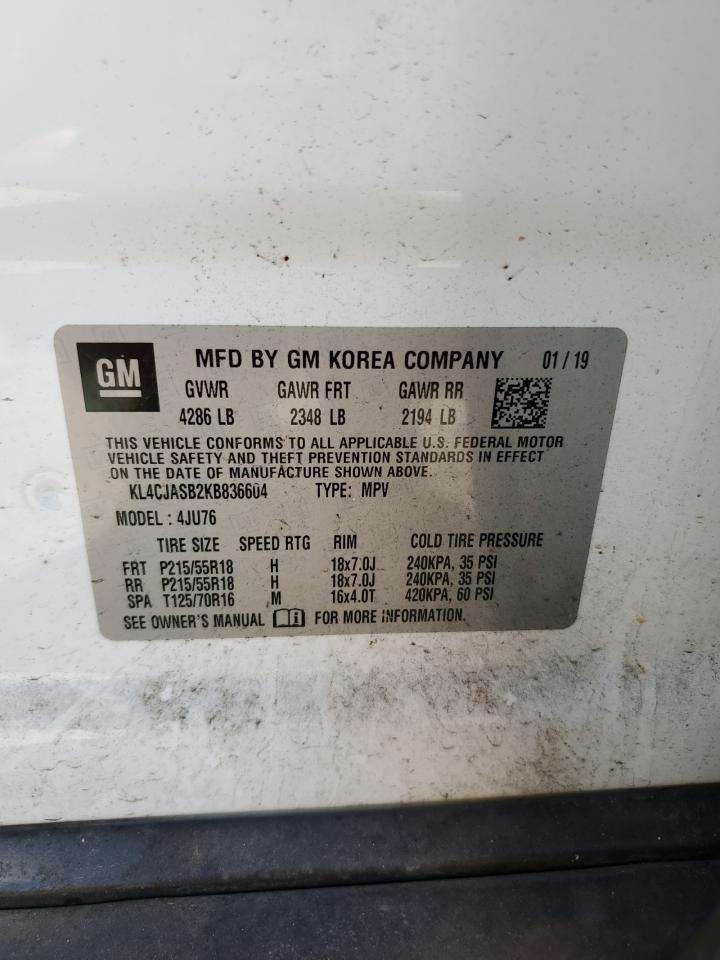 GM MFD BY GM KOREA COMPANY 01 / 19
GVWR GAWR FRT GAWR RR
4286 LB 2348 LB 2194 LB
THIS VEHICLE CONFORMS TO ALL APPLICABLE U.S. FEDERAL MOTOR
VEHICLE SAFETY AND THEFT PREVENTION STANDARDS IN EFFECT
ON THE DATE OF MANUFACTURE SHOWN ABOVE.
KL4CJASB2KB836604 TYPE: MPV
MODEL : 4JU76
TIRE SIZE SPEED RTG RIM COLD TIRE PRESSURE
FRT P215/55R18 H 18x7.0J 240KPA, 35 PSI
RR P215/55R18 H 18x7.0J 240KPA, 35 PSI
SPA T125/70R16 M 16x4.0T 420KPA, 60 PSI
SEE OWNER'S MANUAL i FOR MORE INFORMATION.